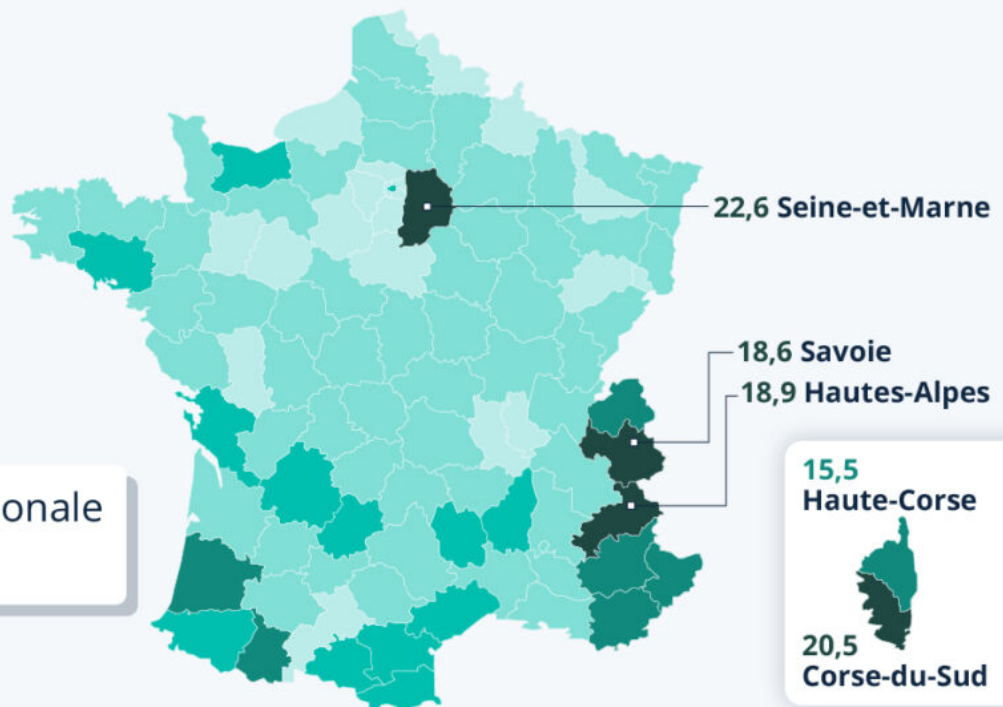 22,6 Seine-et-Marne
18,6 Savoie
18,9 Hautes-Alpes
15,5
Haute-Corse
20,5
Corse-du-Sud